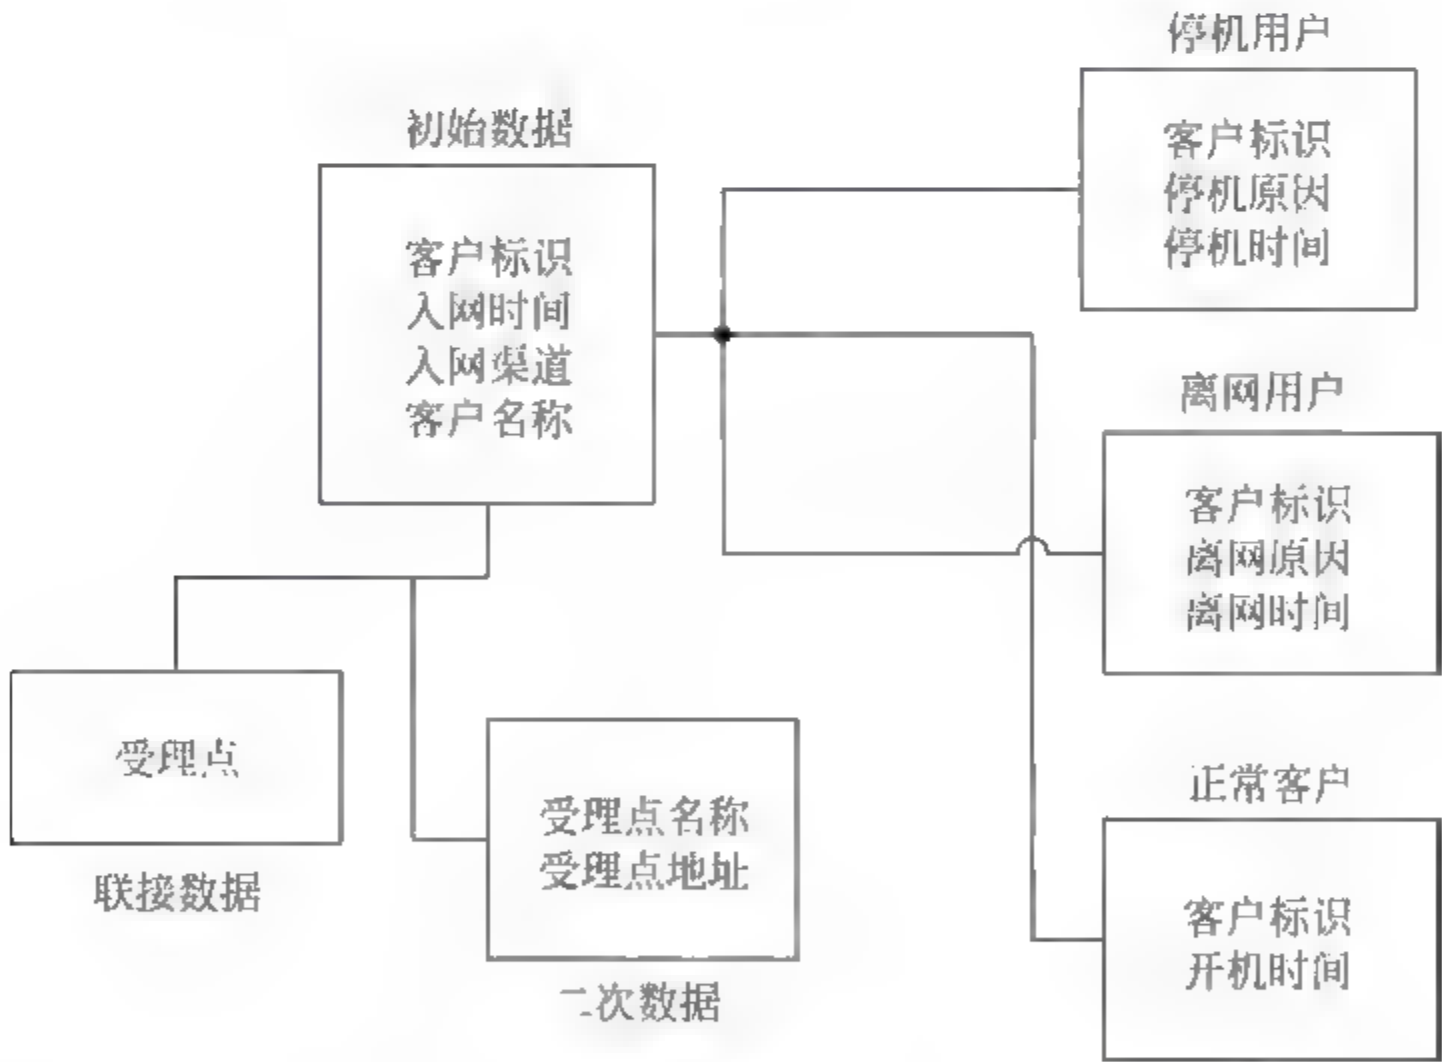 停机用户
客户标识
停机原因
停机时间
初始数据
客户标识
入网时间
入网渠道
客户名称
离网用户
客户标识
离网原因
离网时间
受理点
联接数据
受理点名称
受理点地址
二次数据
正常客户
客户标识
开机时间